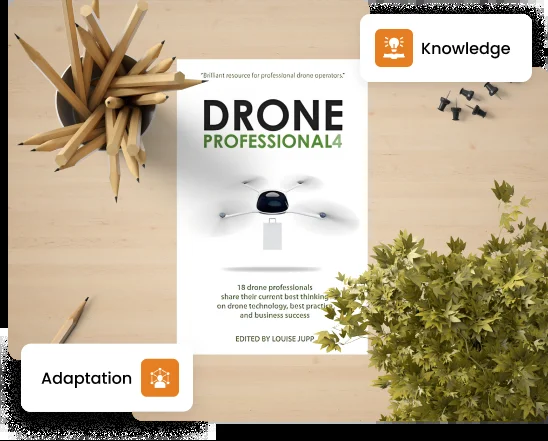 Knowledge
"Brilliant resource for professional drone operators."
DRONE
PROFESSIONAL4
18 drone professionals
share their current best thinking
on drone technology, best practice
and business success
EDITED BY LOUISE JUPP
Adaptation